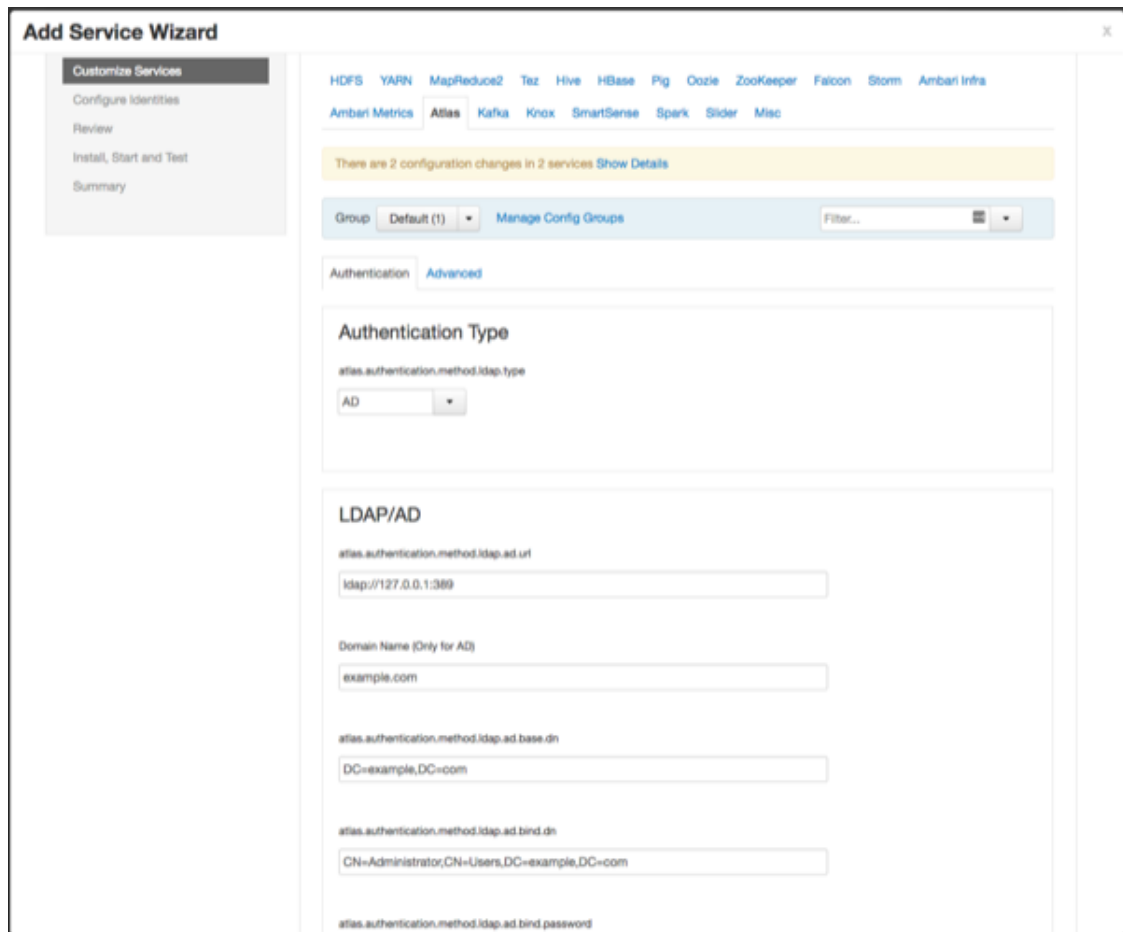 Add Service Wizard
x
Customize Services
Configure Identities
Review
Install, Start and Test
Summary
HDFS YARN MapReduce2 Tez Hive HBase Pig Oozie ZooKeeper Falcon Storm Ambari Infra
Ambari Metrics Atlas Kafka Knox SmartSense Spark Slider Misc
There are 2 configuration changes in 2 services Show Details
Group Default (1) Manage Config Groups Filter...
Authentication Advanced
Authentication Type
atlas.authentication.method.ldap.type
AD
LDAP/AD
atlas.authentication.method.ldap.ad.url
ldap://127.0.0.1:389
Domain Name (Only for AD)
example.com
atlas.authentication.method.ldap.ad.base.dn
DC=example,DC=com
atlas.authentication.method.ldap.ad.bind.dn
CN=Administrator,CN=Users,DC=example,DC=com
atlas.authentication.method.ldap.ad.bind.password